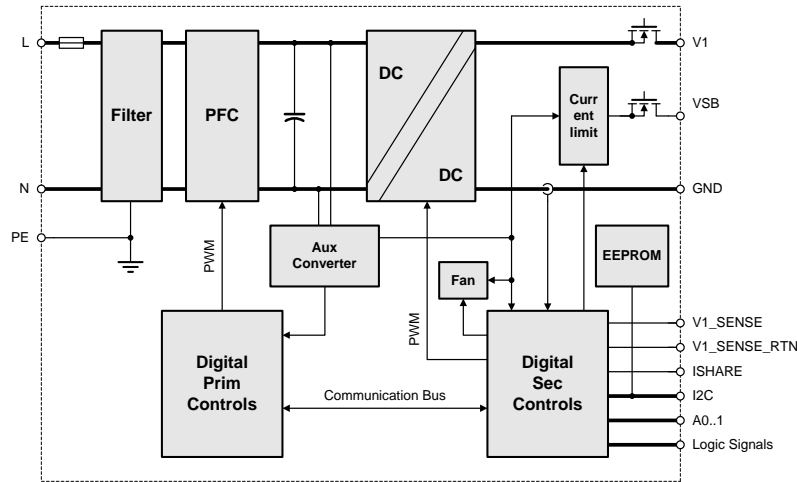 L
V1
DC
Curr
ent
limit
VSB
Filter
PFC
DC
N
GND
PE
PWM
Aux
Converter
EEPROM
Fan
PWM
V1_SENSE
V1_SENSE_RTN
ISHARE
I2C
A0..1
Logic Signals
Digital
Prim
Controls
Communication Bus
Digital
Sec
Controls